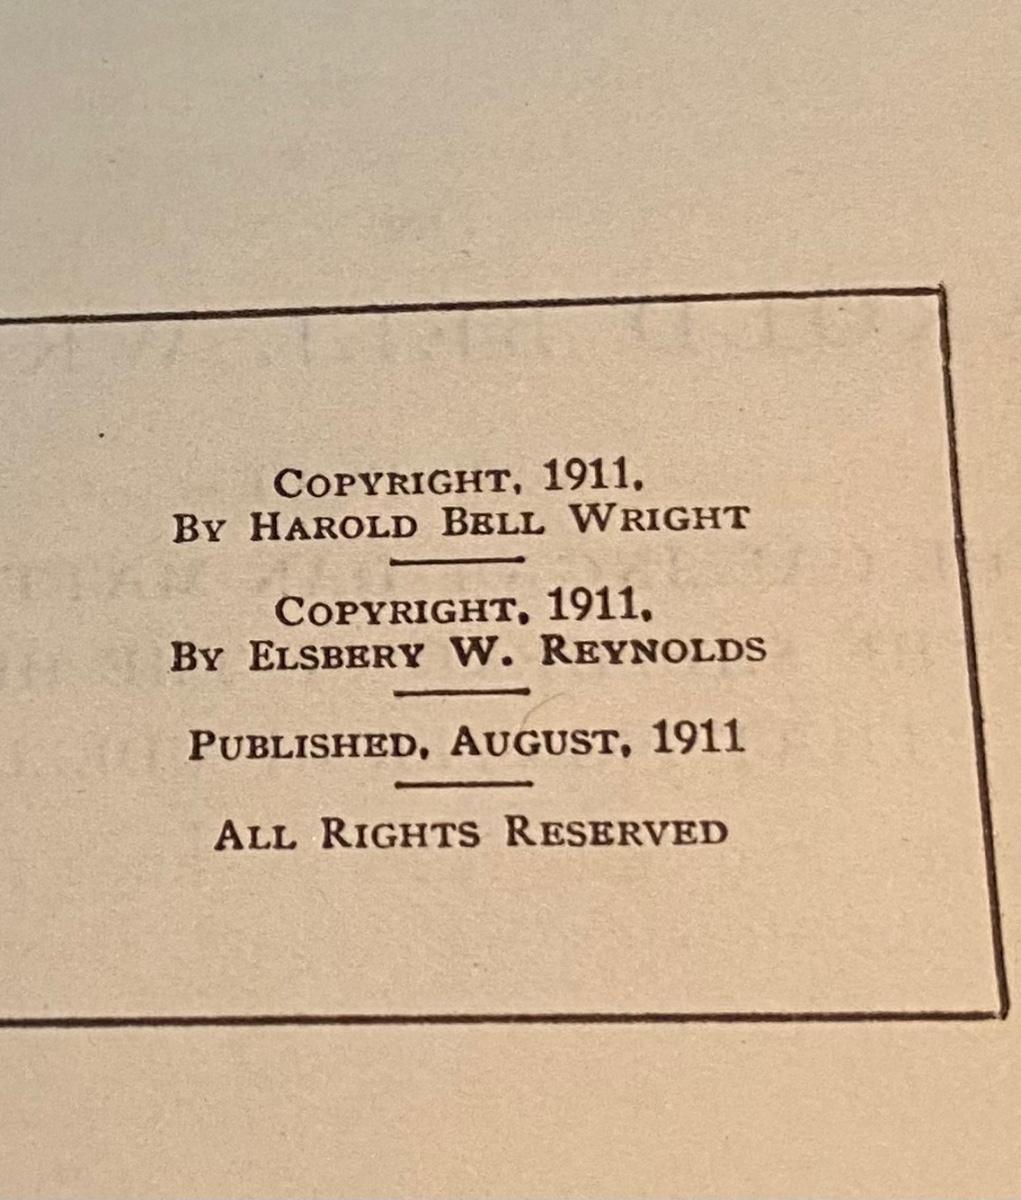 Copyright, 1911,
By Harold Bell Wright
Copyright, 1911,
By Elsbery W. Reynolds
Published, August, 1911
All Rights Reserved